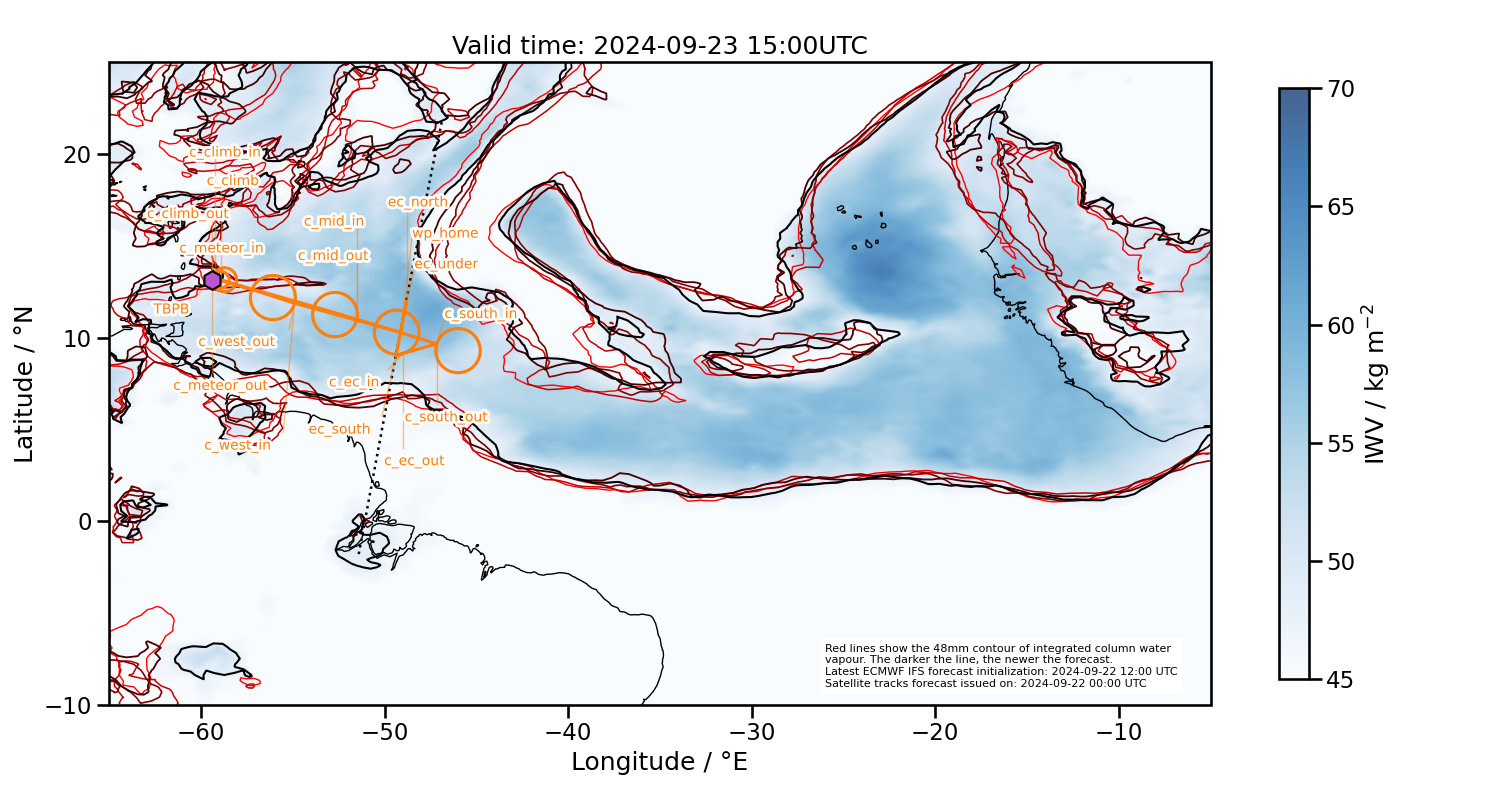 Valid time: 2024-09-23 15:00UTC
20
10
0
−10
Latitude / °N
−60
−50
−40
−30
−20
−10
Longitude / °E
c_climb_in
c_climb
c_climb_out
c_meteor_in
TBPB
c_west_out
c_meteor_out
c_west_in
c_mid_in
c_mid_out
ec_north
wp_home
ec_under
c_south_in
c_ec_in
c_south_out
ec_south
c_ec_out
Red lines show the 48mm contour of integrated column water
vapour. The darker the line, the newer the forecast.
Latest ECMWF IFS forecast initialization: 2024-09-22 12:00 UTC
Satellite tracks forecast issued on: 2024-09-22 00:00 UTC
70
65
60
55
50
45
IWV / kg m⁻²